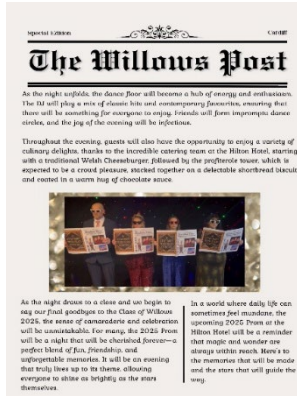 Special Edition
Cardiff
The Willows Post
As the night unfolds, the dance floor will become a hub of energy and enthusiasm.
The DJ will play a mix of classic hits and contemporary favourites, ensuring that
there will be something for everyone to enjoy. Friends will form impromptu dance
circles, and the joy of the evening will be infectious.
Throughout the evening, guests will also have the opportunity to enjoy a variety of
culinary delights, thanks to the incredible catering team at the Hilton Hotel, starting
with a traditional Welsh Cheeseburger, followed by the profiterole tower, which is
expected to be a crowd pleasure, stacked together on a delectable shortbread biscuit
and coated in a warm hug of chocolate sauce.
As the night draws to a close and we begin to
say our final goodbyes to the Class of Willows
2025, the sense of camaraderie and celebration
will be unmistakable. For many, the 2025 Prom
will be a night that will be cherished forever—a
perfect blend of fun, friendship, and
unforgettable memories. It will be an evening
that truly lives up to its theme, allowing
everyone to shine as brightly as the stars
themselves.
In a world where daily life can
sometimes feel mundane, the
upcoming 2025 Prom at the
Hilton Hotel will be a reminder
that magic and wonder are
always within reach. Here's to
the memories that will be made
and the stars that will guide the
way.